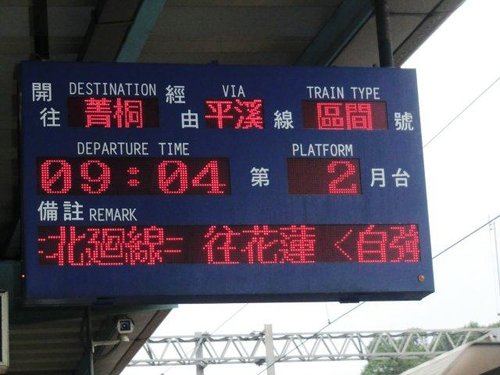 開往 DESTINATION 菁桐 經由 VIA 平溪 線 TRAIN TYPE 區間 號
DEPARTURE TIME 09:04 第 PLATFORM 2 月台
備註 REMARK
=北廻線= 往花蓮 <自強